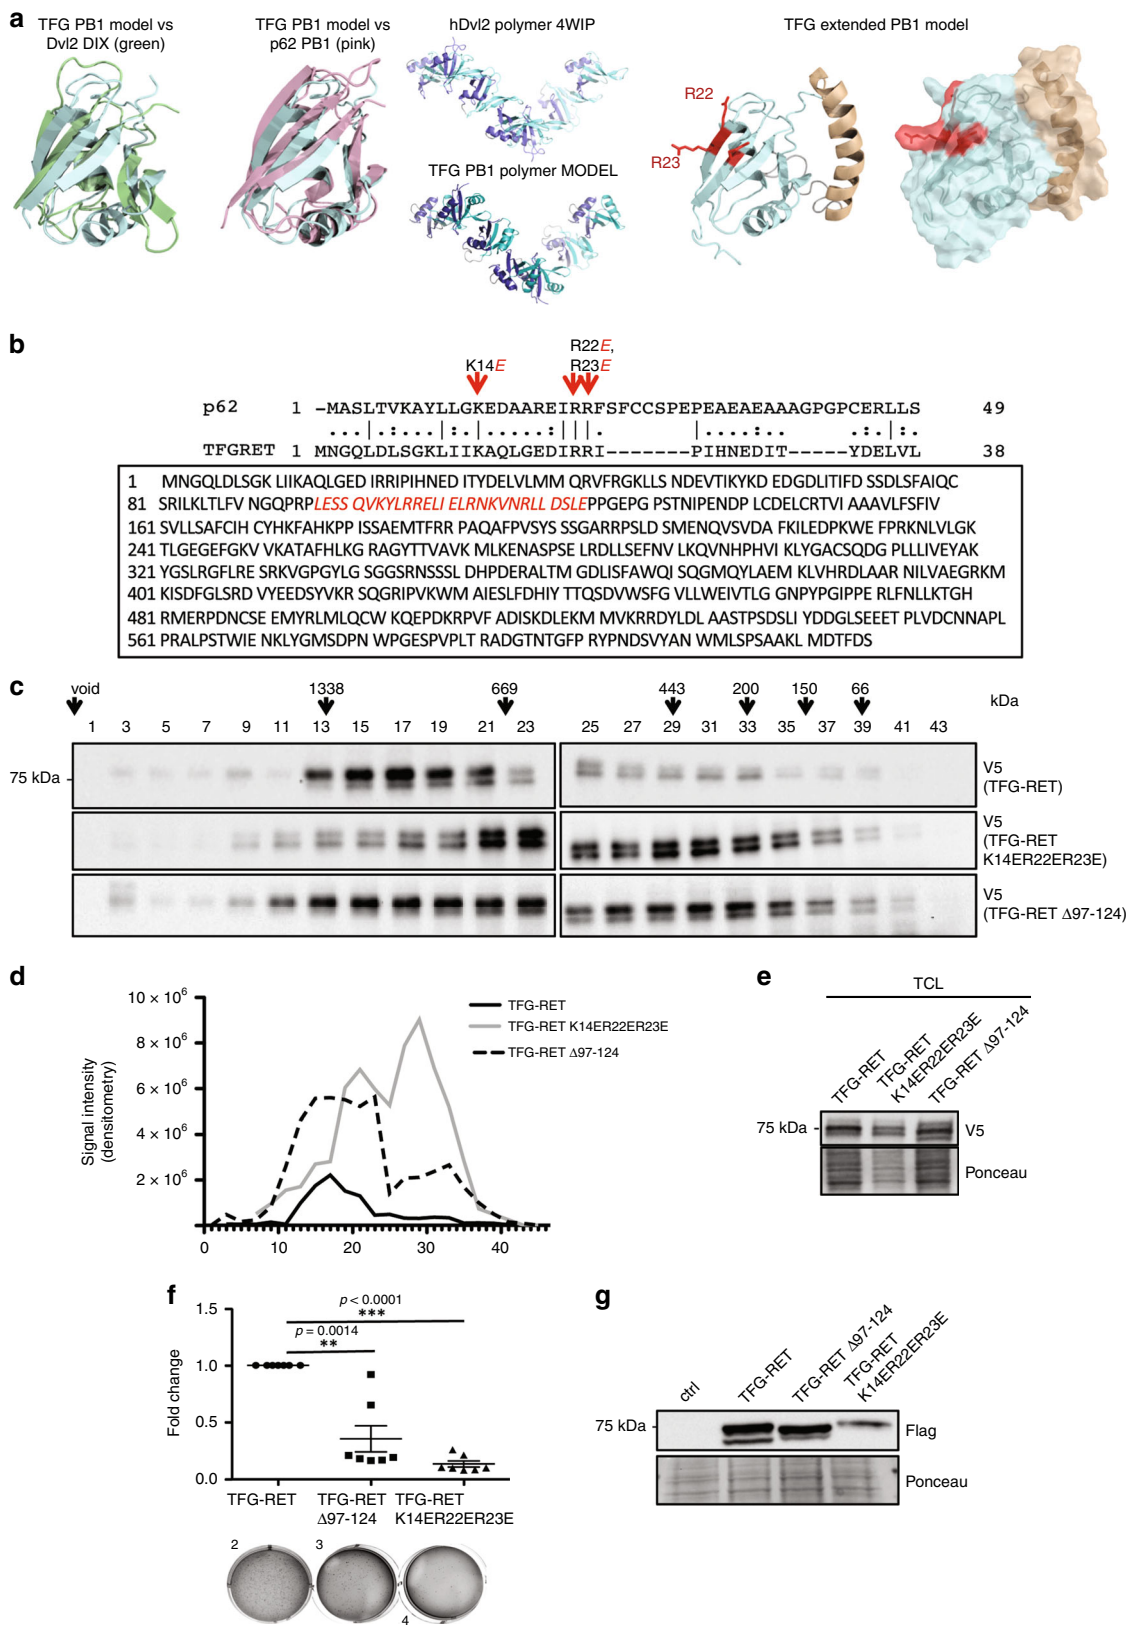 a
TFG PB1 model vs
Dvl2 DIX (green)
TFG PB1 model vs
p62 PB1 (pink)
hDvl2 polymer 4WIP
TFG PB1 polymer MODEL
TFG extended PB1 model
R22
R23
b
K14E
R22E,
R23E
p62 1 –MASLTVKAYLLGKEDAAREIRRFSFCCSPEPEAEAEAAAGPGPCERLLS 49
....|.:..:..|:.|.......:|||. |....:.:.. .:..|:.
TFGRET 1 MNGQLDLSGKLIIKAQLGEDIRRI-------PIHNEDIT-----YDELVL 38
1 MNGQLDLSGK LIIKAQLGED IRRIPIHNED ITYDELVLMM QRVFRGKLLS NDEVTIKYKD EDGDLITIFD SSDLSFAIQC
81 SRILKLTLFV NGQPRPLESS QVKYLRRELI ELRNKVNRLL DSLEPPGEPG PSTNIPENDP LCDELCRTVI AAAVLFSFIV
161 SVLLSAFCIH CYHKFAHKPP ISSAEMTFRR PAQAFPVSYS SSGARRPSLD SMENQVSVDA FKILEDPKWE FPRKNLVLGK
241 TLGEGEFGKV VKATAFHLKG RAGYTTVAVK MLKENASPSE LRDLLSEFNV LKQVNHPHVI KLYGACSQDG PLLLIVEYAK
321 YGSLRGFLRE SRKVGPGYLG SGGSRNSSSL DHPDERALTM GDLISFAWQI SQGMQYLAEM KLVHRDLAAR NILVAEGRKM
401 KISDFGLSRD VYEEDSYVKR SQGRIPVKWM AIESLFDHIY TTQSDVWSFG VLLWEIVTLG GNPYPGIPPE RLFNLLKTGH
481 RMERPDNCSE EMYRLMLQCW KQEPDKRPVF ADISKDLEKM MVKRRDYLDL AASTPSDSLI YDDGLSEEET PLVDCNNAPL
561 PRALPSTWIE NKLYGMSDPN WPGESPVPLT RADGTNTGFP RYPNDSVYAN WMLSPSAAKL MDTFDS
c
void 1338 669 443 200 150 66 kDa
1 3 5 7 9 11 13 15 17 19 21 23 25 27 29 31 33 35 37 39 41 43
75 kDa
V5
(TFG-RET)
V5
(TFG-RET
K14ER22ER23E)
V5
(TFG-RET Δ97-124)
d
Signal intensity
(densitometry)
10 × 10⁶
8 × 10⁶
6 × 10⁶
4 × 10⁶
2 × 10⁶
0 10 20 30 40
TFG-RET
TFG-RET K14ER22ER23E
TFG-RET Δ97-124
e
TCL
TFG-RET
TFG-RET
K14ER22ER23E
TFG-RET Δ97-124
75 kDa
V5
Ponceau
f
Fold change
1.5
1.0
0.5
0.0
p < 0.0001
***
p = 0.0014
**
TFG-RET
TFG-RET
Δ97-124
TFG-RET
K14ER22ER23E
2
3
4
g
ctrl
TFG-RET
TFG-RET Δ97-124
TFG-RET
K14ER22ER23E
75 kDa
Flag
Ponceau